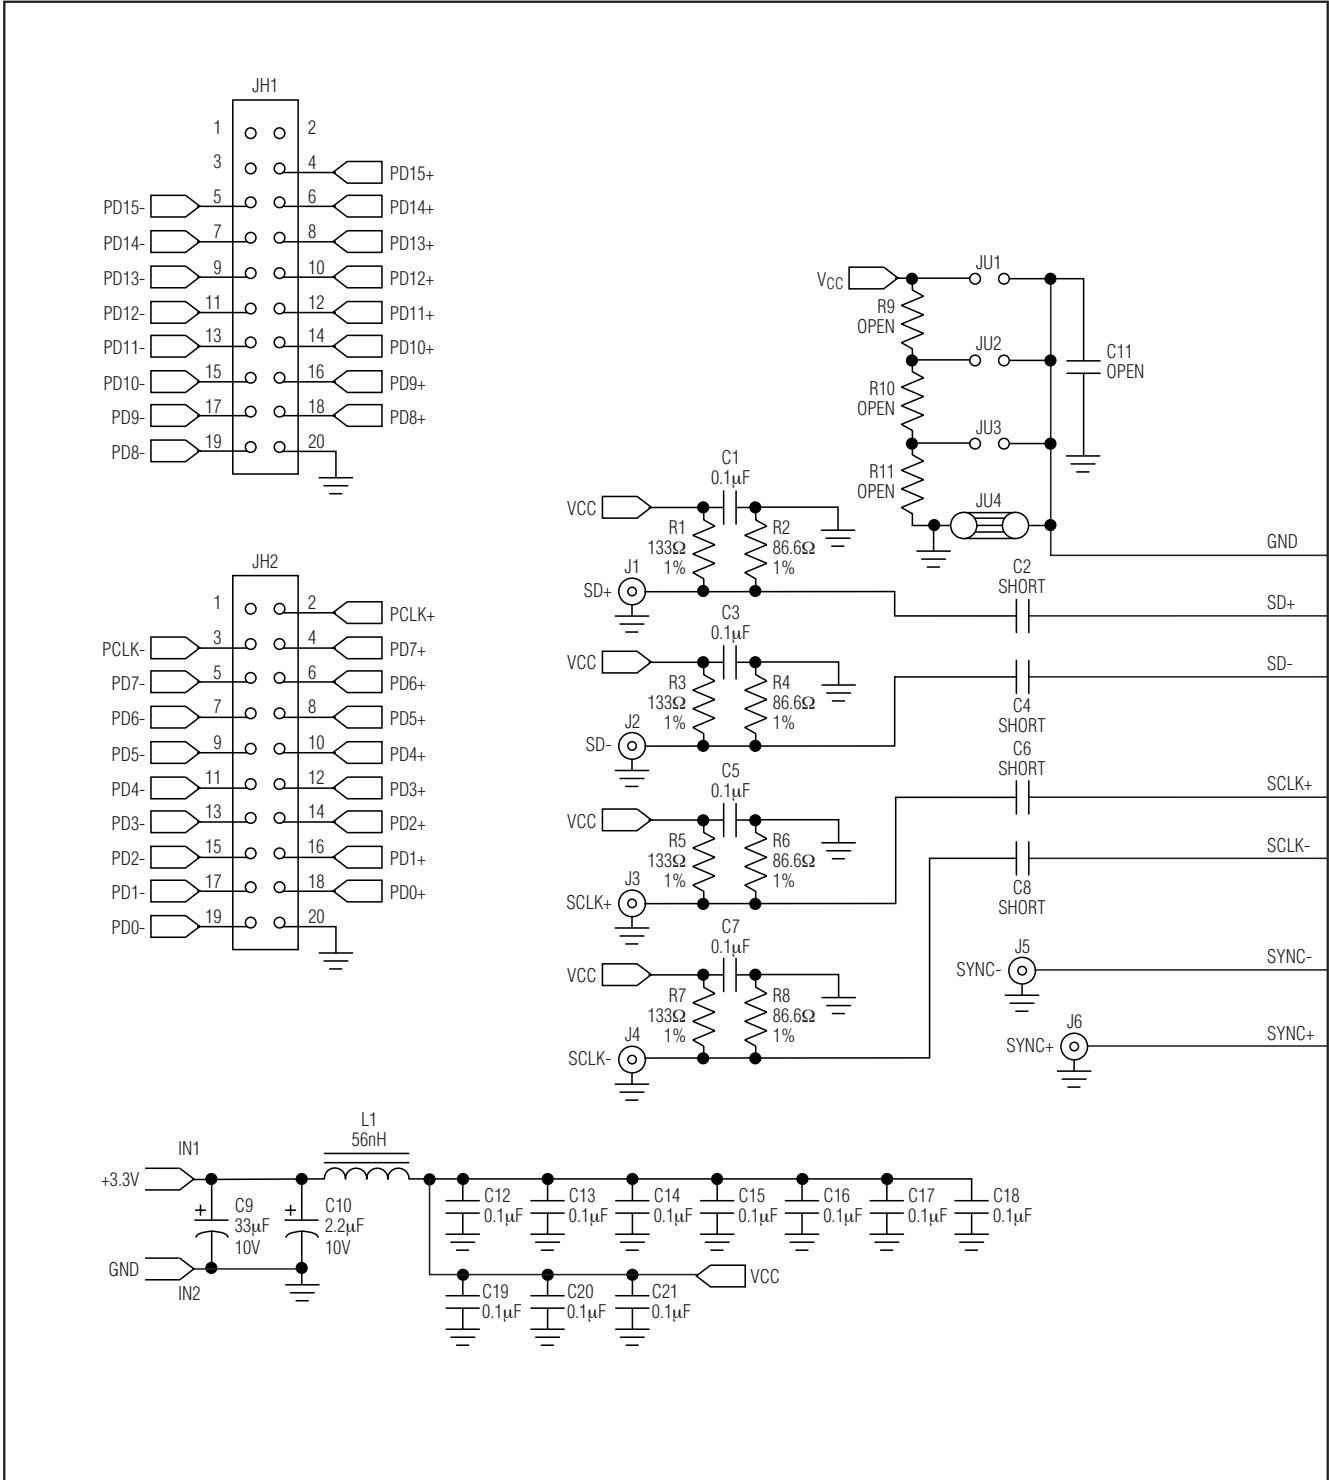 JH1
1 2
3 4 PD15+
PD15- 5 6 PD14+
PD14- 7 8 PD13+
PD13- 9 10 PD12+
PD12- 11 12 PD11+
PD11- 13 14 PD10+
PD10- 15 16 PD9+
PD9- 17 18 PD8+
PD8- 19 20
JH2
1 2 PCLK+
PCLK- 3 4 PD7+
PD7- 5 6 PD6+
PD6- 7 8 PD5+
PD5- 9 10 PD4+
PD4- 11 12 PD3+
PD3- 13 14 PD2+
PD2- 15 16 PD1+
PD1- 17 18 PD0+
PD0- 19 20
VCC
JU1
R9
OPEN
JU2
C11
OPEN
R10
OPEN
JU3
R11
OPEN
JU4
GND
C1
0.1µF
VCC
R1
133Ω
1%
R2
86.6Ω
1%
J1
SD+
C2
SHORT
SD+
C3
0.1µF
VCC
R3
133Ω
1%
R4
86.6Ω
1%
J2
SD-
SD-
C4
SHORT
C5
0.1µF
VCC
R5
133Ω
1%
R6
86.6Ω
1%
J3
SCLK+
C6
SHORT
SCLK+
C7
0.1µF
VCC
R7
133Ω
1%
R8
86.6Ω
1%
J4
SCLK-
SCLK-
C8
SHORT
J5
SYNC-
SYNC-
J6
SYNC+
SYNC+
L1
56nH
IN1
+3.3V
+
C9
33µF
10V
+
C10
2.2µF
10V
GND
IN2
C12
0.1µF
C13
0.1µF
C14
0.1µF
C15
0.1µF
C16
0.1µF
C17
0.1µF
C18
0.1µF
VCC
C19
0.1µF
C20
0.1µF
C21
0.1µF